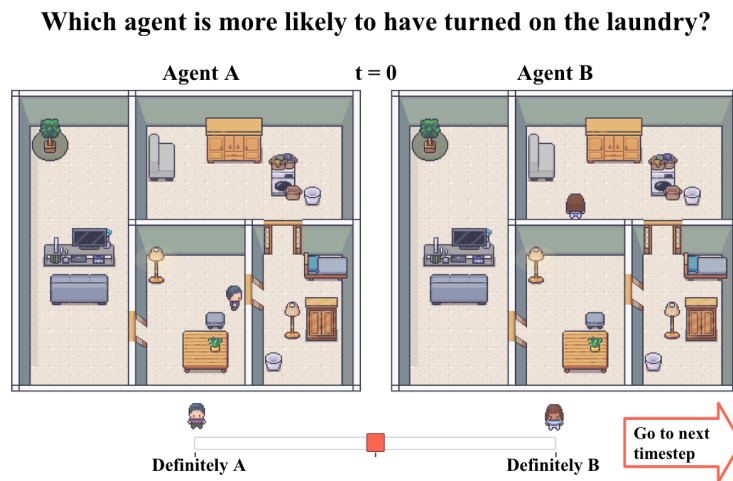 Which agent is more likely to have turned on the laundry?
Agent A
t = 0
Agent B
Go to next
timestep
Definitely A
Definitely B